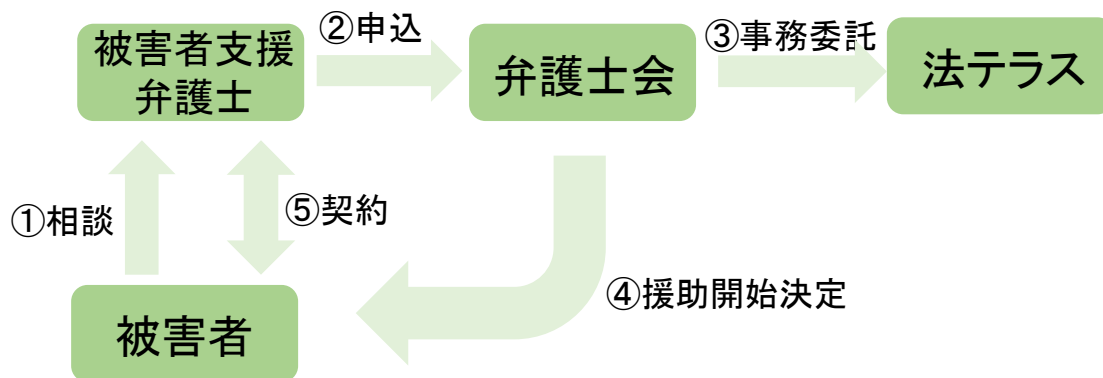 被害者支援
弁護士
②申込
弁護士会
③事務委託
法テラス
①相談
⑤契約
④援助開始決定
被害者